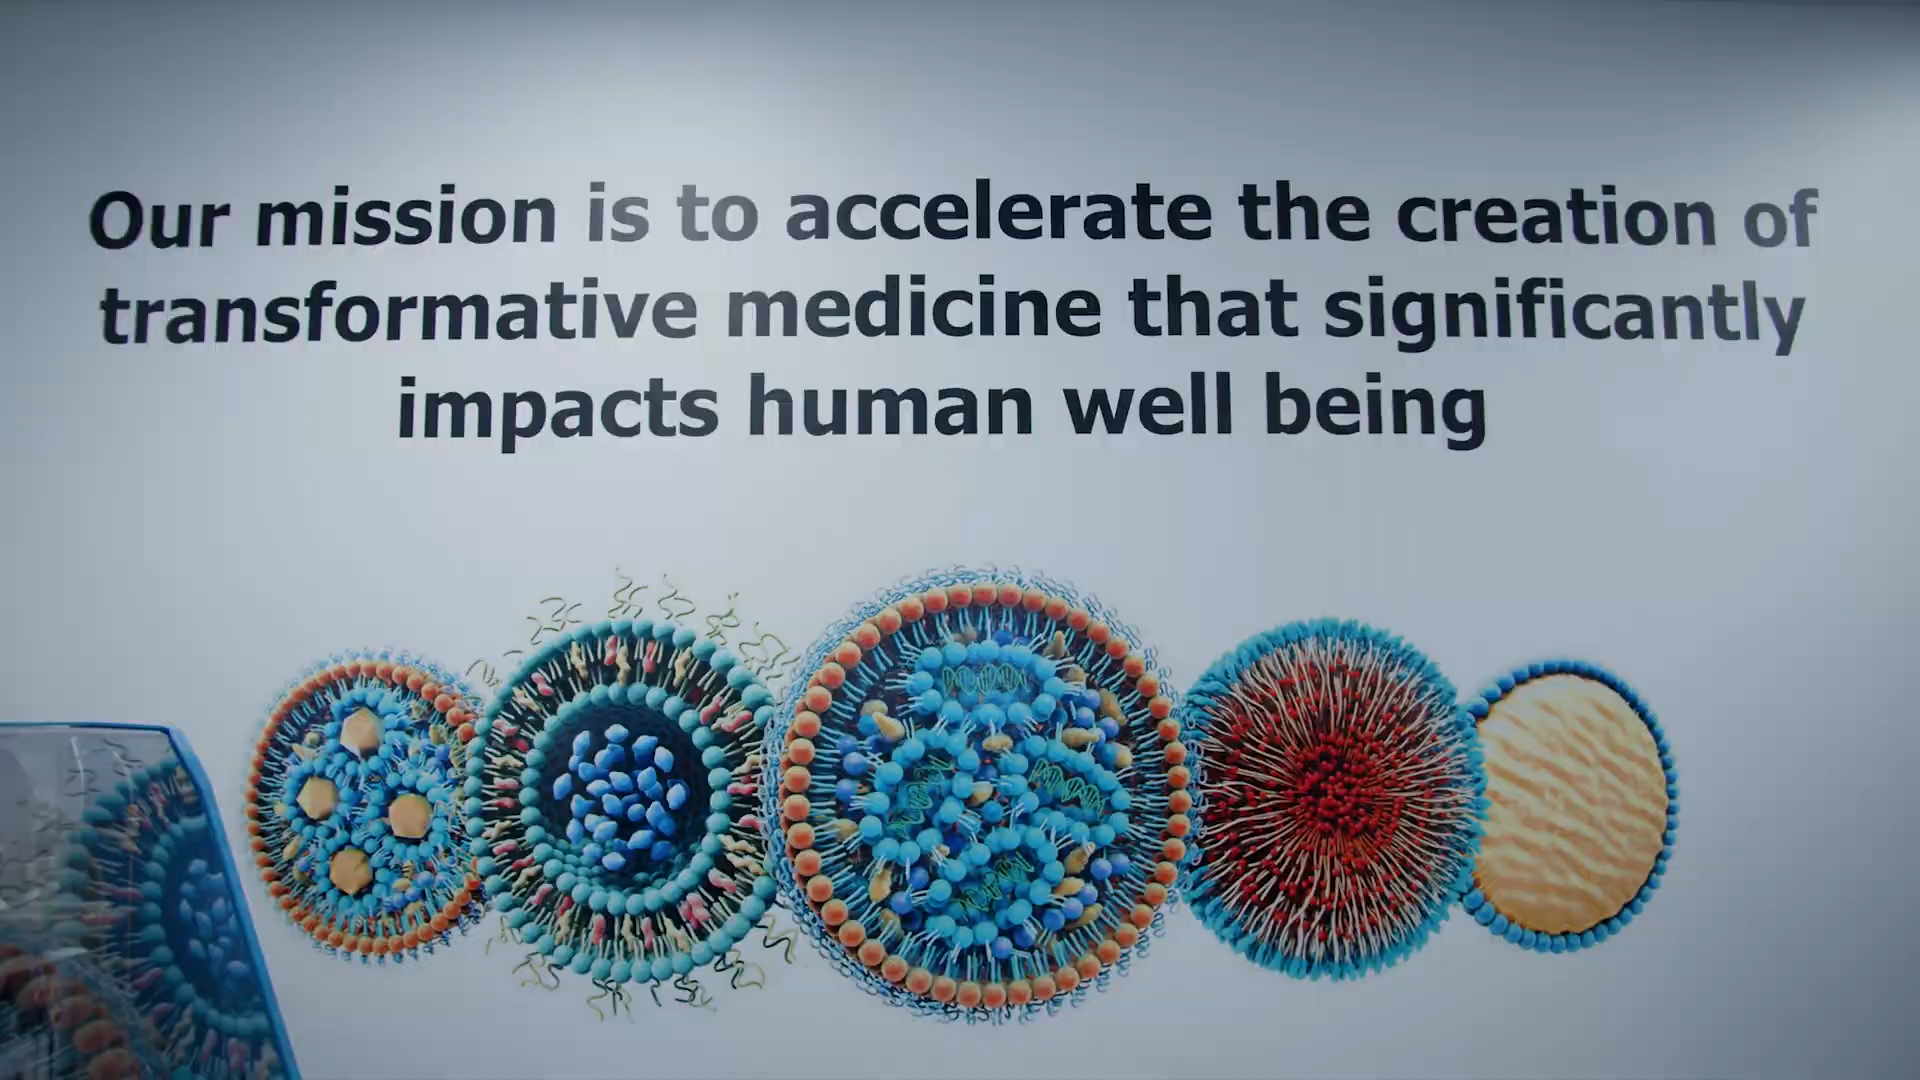 Our mission is to accelerate the creation of
transformative medicine that significantly
impacts human well being